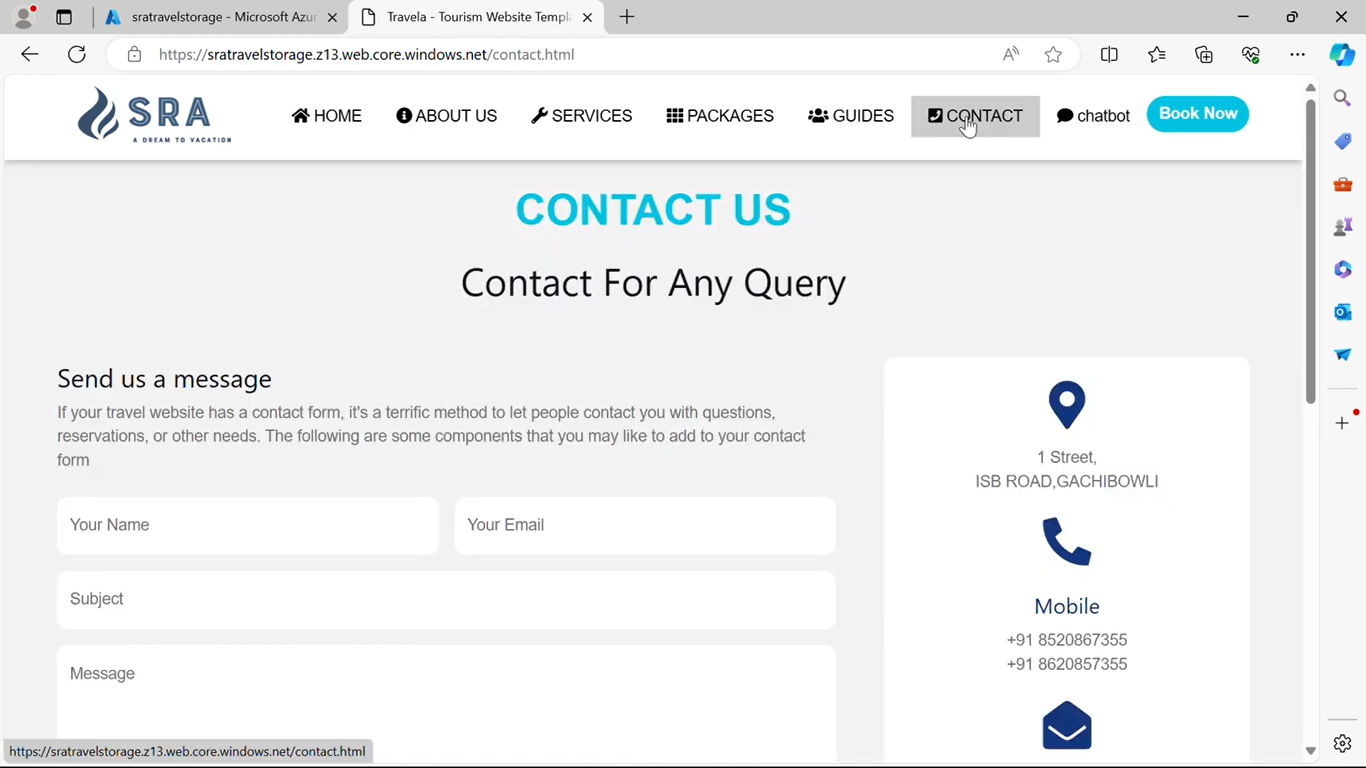 sratravelstorage - Microsoft Azur
Travela - Tourism Website Templ
https://sratravelstorage.z13.web.core.windows.net/contact.html
SRA
A DREAM TO VACATION
HOME
ABOUT US
SERVICES
PACKAGES
GUIDES
CONTACT
chatbot
Book Now
CONTACT US
Contact For Any Query
Send us a message
If your travel website has a contact form, it's a terrific method to let people contact you with questions,
reservations, or other needs. The following are some components that you may like to add to your contact
form
Your Name
Your Email
Subject
Message
1 Street,
ISB ROAD,GACHIBOWLI
Mobile
+91 8520867355
+91 8620857355
https://sratravelstorage.z13.web.core.windows.net/contact.html